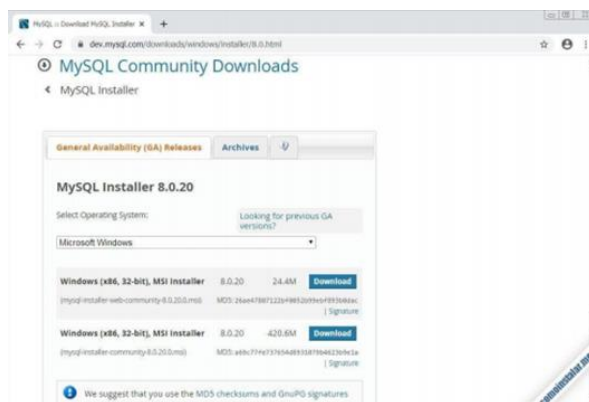 MySQL :: Download MySQL Installer
dev.mysql.com/downloads/windows/installer/8.0.html
MySQL Community Downloads
MySQL Installer
General Availability (GA) Releases
Archives
MySQL Installer 8.0.20
Select Operating System:
Looking for previous GA
versions?
Microsoft Windows
Windows (x86, 32-bit), MSI Installer 8.0.20 24.4M Download
(mysql-installer-web-community-8.0.20.0.msi) MD5:
| Signature
Windows (x86, 32-bit), MSI Installer 8.0.20 420.6M Download
(mysql-installer-community-8.0.20.0.msi) MD5:
| Signature
We suggest that you use the MD5 checksums and GnuPG signatures